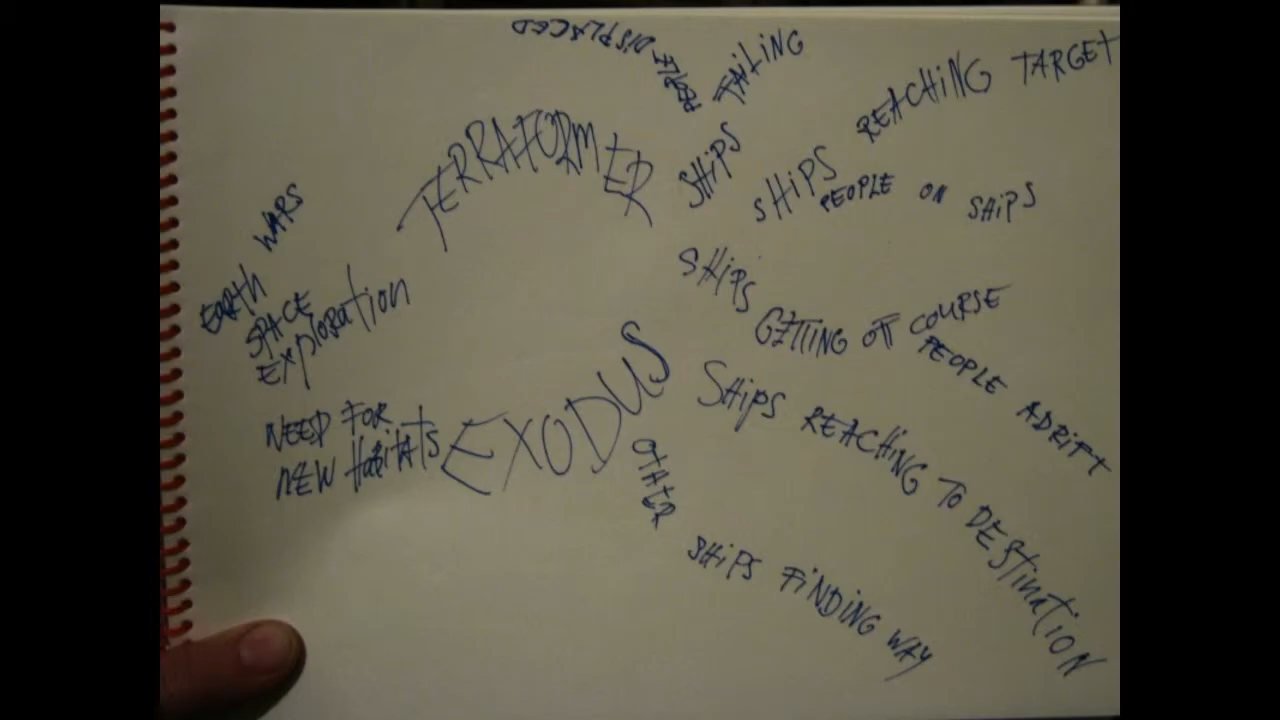 PEOPLE DISPLACED
SHIPS FAILING
TERRAFORMER
SHIPS REACHING TARGET
PEOPLE ON SHIPS
EARTH WARS
SPACE
EXPLORATION
SHIPS GETTING OFF COURSE
PEOPLE ADRIFT
NEED FOR
NEW HABITATS
EXODUS
SHIPS REACHING TO DESTINATION
OTHER SHIPS FINDING WAY